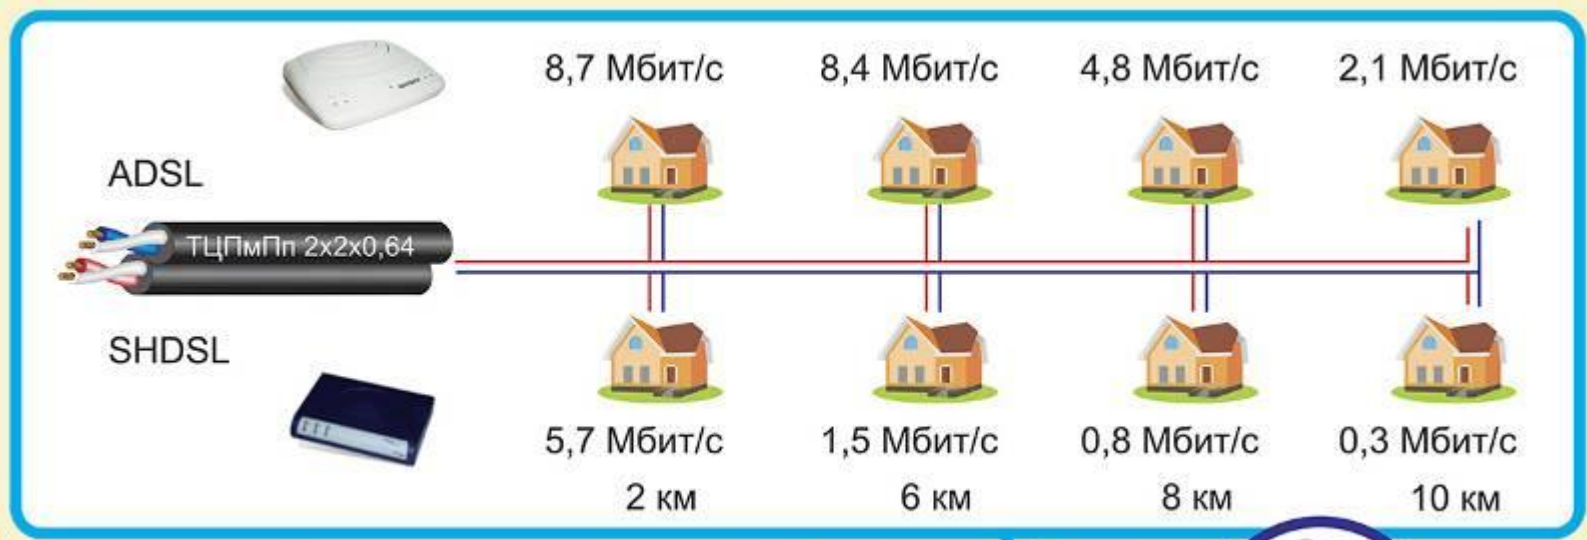 8,7 Мбит/с 8,4 Мбит/с 4,8 Мбит/с 2,1 Мбит/с
ADSL
ТЦПмПп 2х2х0,64
SHDSL
5,7 Мбит/с 1,5 Мбит/с 0,8 Мбит/с 0,3 Мбит/с
2 км 6 км 8 км 10 км